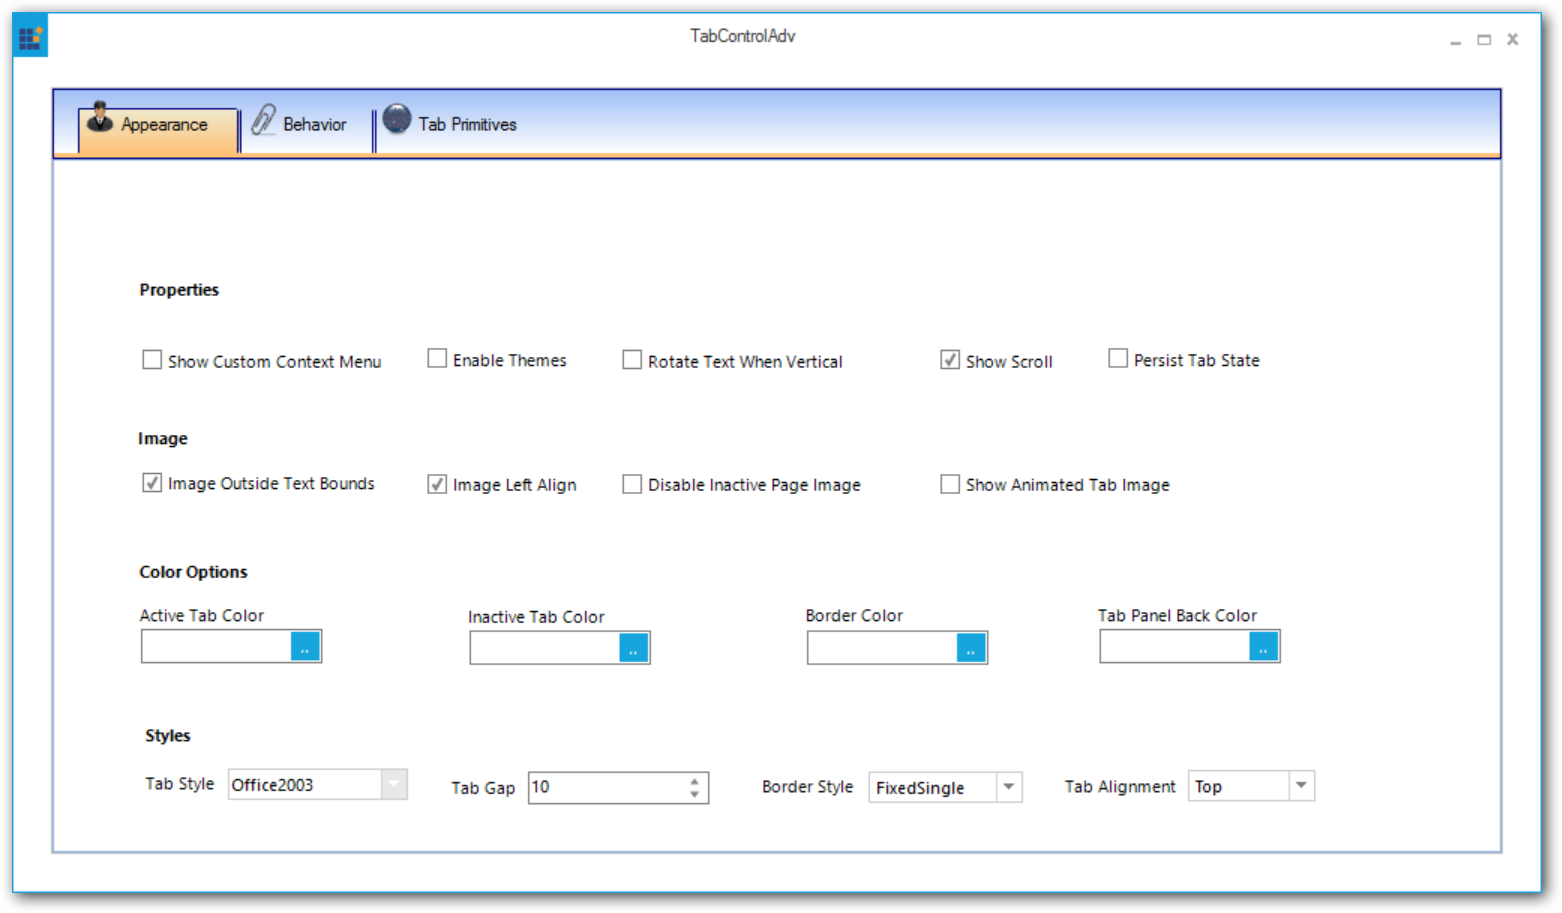 TabControlAdv
Appearance Behavior Tab Primitives
Properties
Show Custom Context Menu Enable Themes Rotate Text When Vertical Show Scroll Persist Tab State
Image
Image Outside Text Bounds Image Left Align Disable Inactive Page Image Show Animated Tab Image
Color Options
Active Tab Color Inactive Tab Color Border Color Tab Panel Back Color
.. .. .. ..
Styles
Tab Style Office2003 Tab Gap 10 Border Style FixedSingle Tab Alignment Top